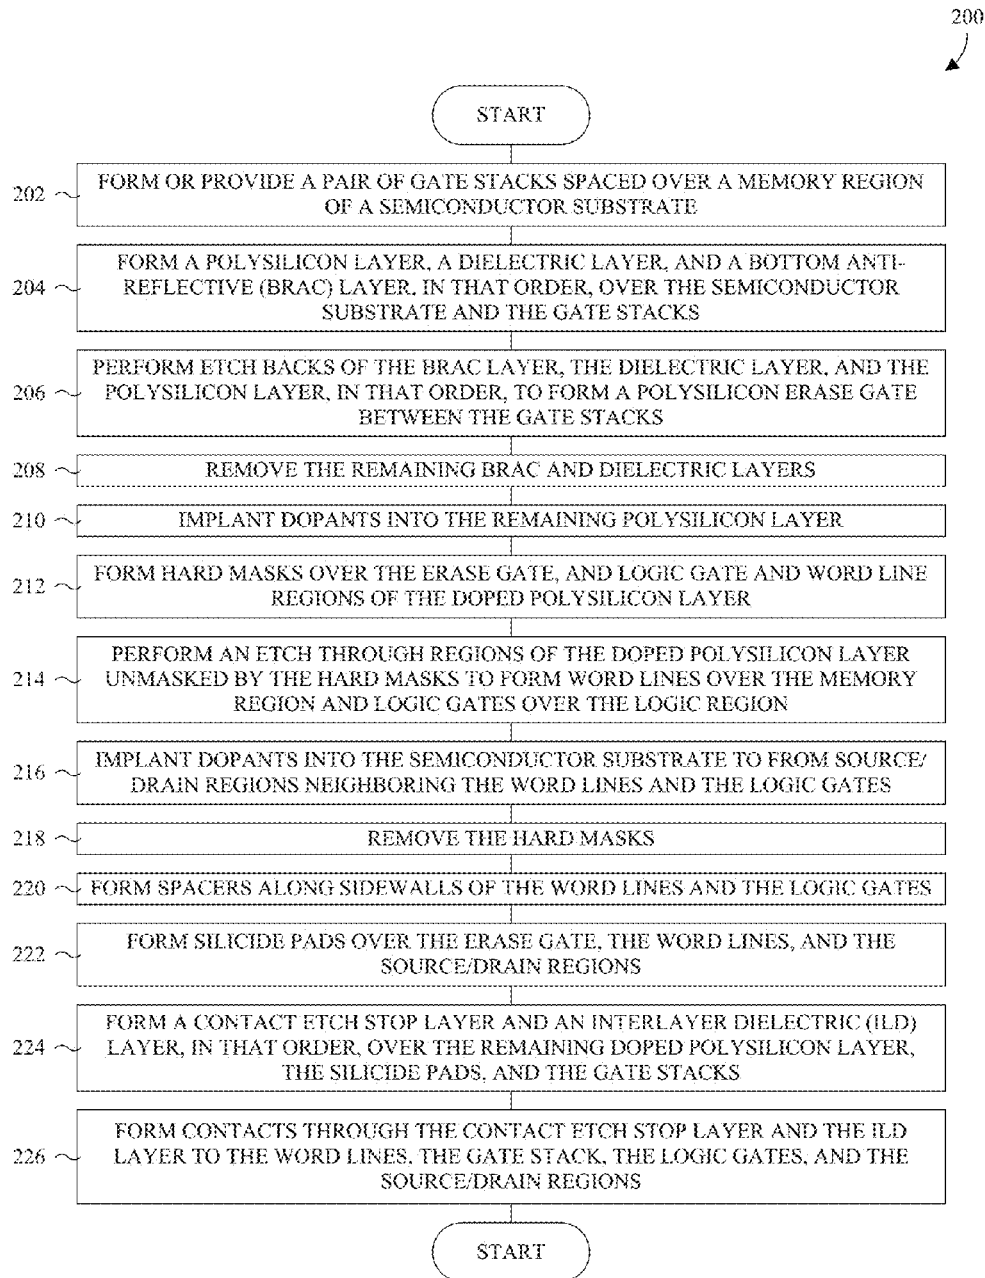 200
START
202
FORM OR PROVIDE A PAIR OF GATE STACKS SPACED OVER A MEMORY REGION
OF A SEMICONDUCTOR SUBSTRATE
204
FORM A POLYSILICON LAYER, A DIELECTRIC LAYER, AND A BOTTOM ANTI-
REFLECTIVE (BRAC) LAYER, IN THAT ORDER, OVER THE SEMICONDUCTOR
SUBSTRATE AND THE GATE STACKS
206
PERFORM ETCH BACKS OF THE BRAC LAYER, THE DIELECTRIC LAYER, AND THE
POLYSILICON LAYER, IN THAT ORDER, TO FORM A POLYSILICON ERASE GATE
BETWEEN THE GATE STACKS
208
REMOVE THE REMAINING BRAC AND DIELECTRIC LAYERS
210
IMPLANT DOPANTS INTO THE REMAINING POLYSILICON LAYER
212
FORM HARD MASKS OVER THE ERASE GATE, AND LOGIC GATE AND WORD LINE
REGIONS OF THE DOPED POLYSILICON LAYER
214
PERFORM AN ETCH THROUGH REGIONS OF THE DOPED POLYSILICON LAYER
UNMASKED BY THE HARD MASKS TO FORM WORD LINES OVER THE MEMORY
REGION AND LOGIC GATES OVER THE LOGIC REGION
216
IMPLANT DOPANTS INTO THE SEMICONDUCTOR SUBSTRATE TO FROM SOURCE/
DRAIN REGIONS NEIGHBORING THE WORD LINES AND THE LOGIC GATES
218
REMOVE THE HARD MASKS
220
FORM SPACERS ALONG SIDEWALLS OF THE WORD LINES AND THE LOGIC GATES
222
FORM SILICIDE PADS OVER THE ERASE GATE, THE WORD LINES, AND THE
SOURCE/DRAIN REGIONS
224
FORM A CONTACT ETCH STOP LAYER AND AN INTERLAYER DIELECTRIC (ILD)
LAYER, IN THAT ORDER, OVER THE REMAINING DOPED POLYSILICON LAYER,
THE SILICIDE PADS, AND THE GATE STACKS
226
FORM CONTACTS THROUGH THE CONTACT ETCH STOP LAYER AND THE ILD
LAYER TO THE WORD LINES, THE GATE STACK, THE LOGIC GATES, AND THE
SOURCE/DRAIN REGIONS
START